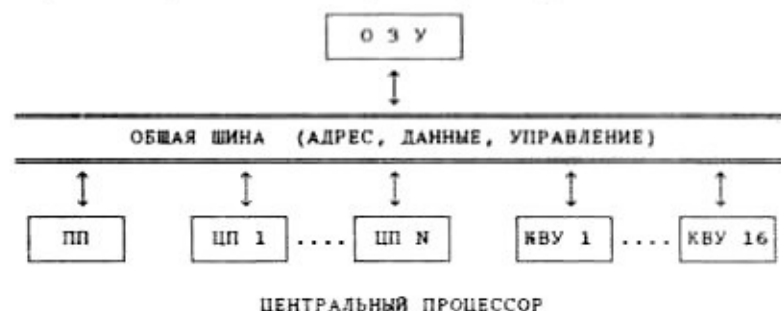 О З У
ОБЩАЯ ШИНА (АДРЕС, ДАННЫЕ, УПРАВЛЕНИЕ)
ПП ЦП 1 .... ЦП N КВУ 1 .... КВУ 16
ЦЕНТРАЛЬНЫЙ ПРОЦЕССОР